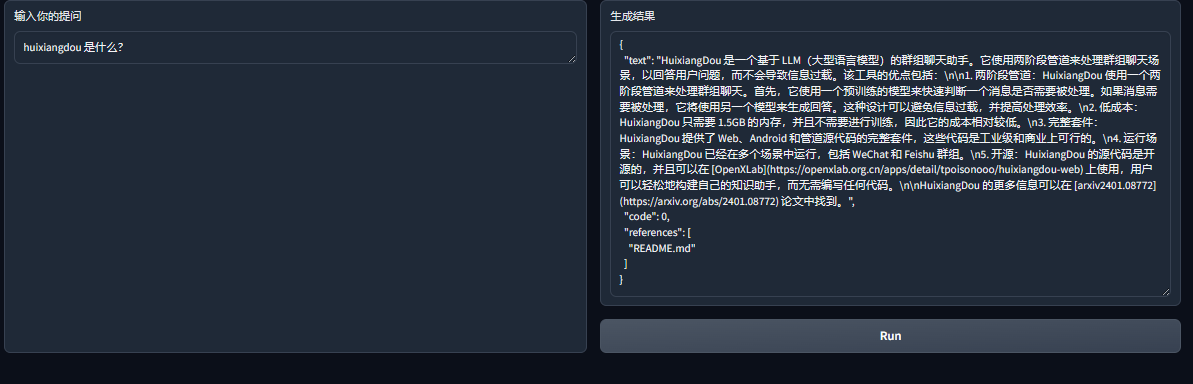 输入你的提问
huixiangdou 是什么？
生成结果
{
"text": "HuixiangDou 是一个基于 LLM（大型语言模型）的群组聊天助手。它使用两阶段管道来处理群组聊天场
景，以回答用户问题，而不会导致信息过载。该工具的优点包括：\n\n1. 两阶段管道：HuixiangDou 使用一个两
阶段管道来处理群组聊天。首先，它使用一个预训练的模型来快速判断一个消息是否需要被处理。如果消息需
要被处理，它将使用另一个模型来生成回答。这种设计可以避免信息过载，并提高处理效率。\n2. 低成本：
HuixiangDou 只需要 1.5GB 的内存，并且不需要进行训练，因此它的成本相对较低。\n3. 完整套件：
HuixiangDou 提供了 Web、Android 和管道源代码的完整套件，这些代码是工业级和商业上可行的。\n4. 运行场
景：HuixiangDou 已经在多个场景中运行，包括 WeChat 和 Feishu 群组。\n5. 开源：HuixiangDou 的源代码是开
源的，并且可以在 [OpenXLab](https://openxlab.org.cn/apps/detail/tpoisonooo/huixiangdou-web) 上使用，用户
可以轻松地构建自己的知识助手，而无需编写任何代码。\n\nHuixiangDou 的更多信息可以在 [arxiv2401.08772]
(https://arxiv.org/abs/2401.08772) 论文中找到。",
"code": 0,
"references": [
"README.md"
]
}
Run